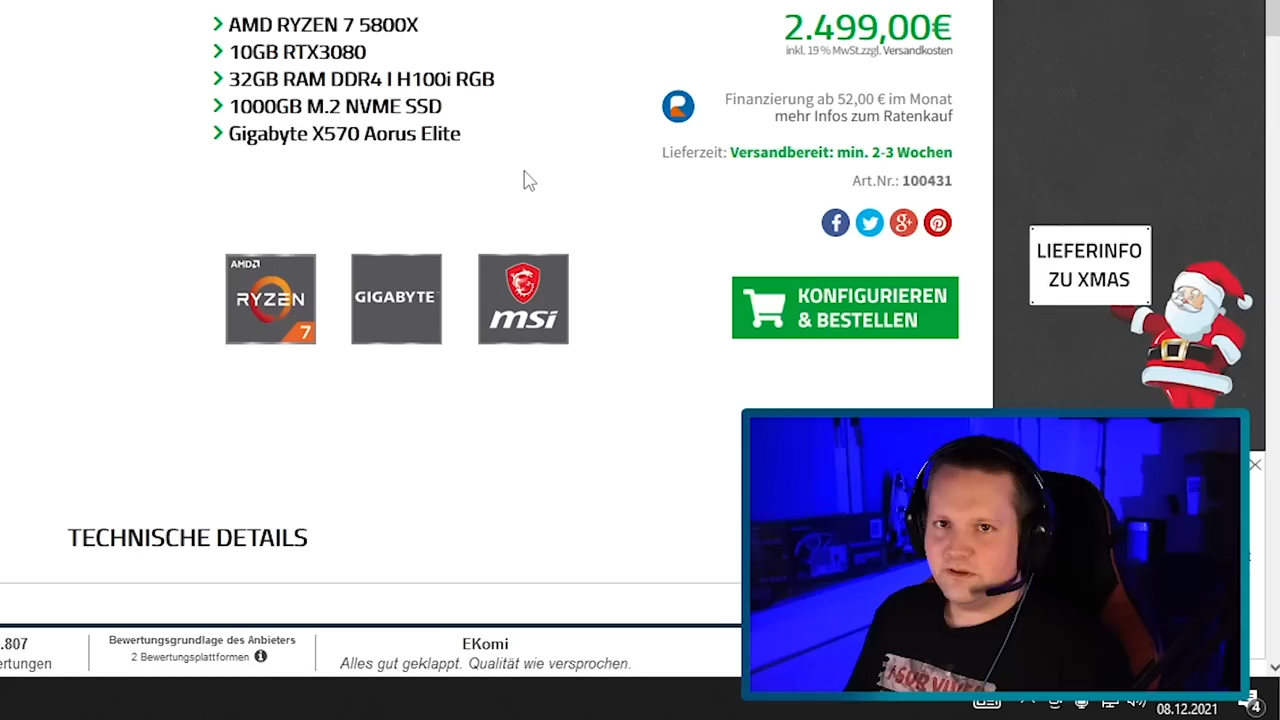 AMD RYZEN 7 5800X
10GB RTX3080
32GB RAM DDR4 I H100i RGB
1000GB M.2 NVME SSD
Gigabyte X570 Aorus Elite
2.499,00€
inkl. 19 % MwSt.zzgl. Versandkosten
Finanzierung ab 52,00 € im Monat
mehr Infos zum Ratenkauf
Lieferzeit: Versandbereit: min. 2-3 Wochen
Art.Nr.: 100431
LIEFERINFO
ZU XMAS
AMD
RYZEN
7
GIGABYTE
msi
KONFIGURIEREN
& BESTELLEN
TECHNISCHE DETAILS
.807
ertungen
Bewertungsgrundlage des Anbieters
2 Bewertungsplattformen
EKomi
Alles gut geklappt. Qualität wie versprochen.
08.12.2021
4